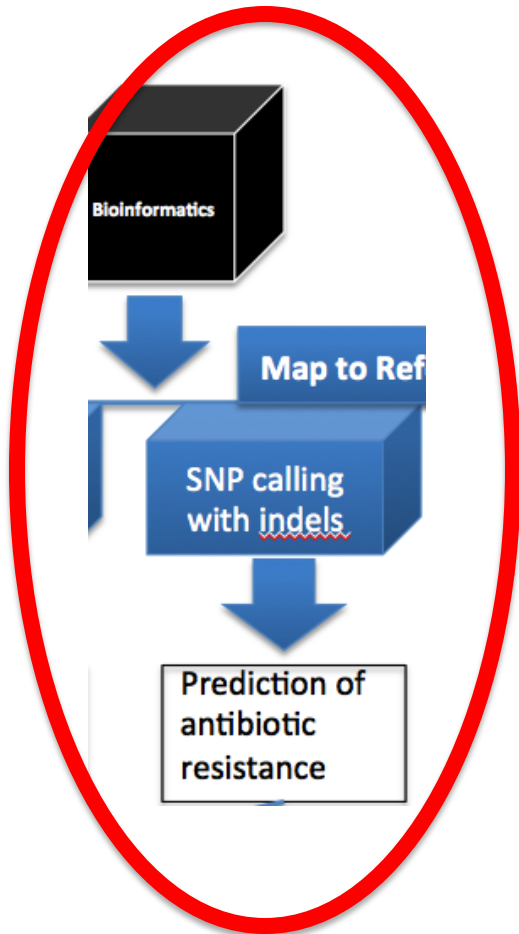 Bioinformatics
Map to Ref
SNP calling
with indels
Prediction of
antibiotic
resistance